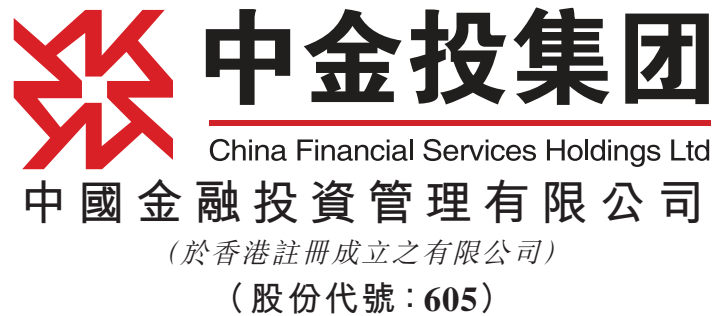 中金投集团
China Financial Services Holdings Ltd
中國金融投資管理有限公司
(於香港註冊成立之有限公司)
(股份代號：605)